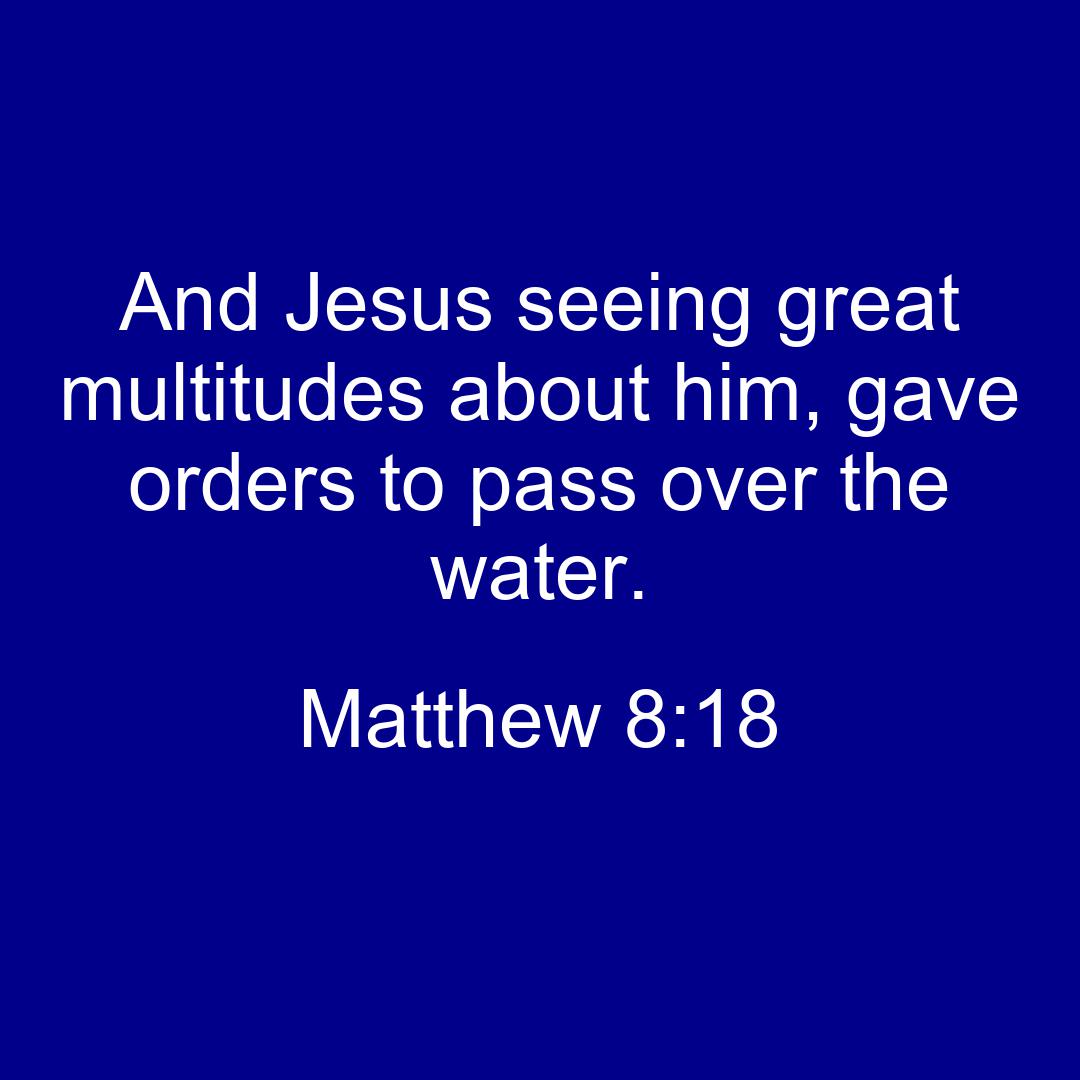 And Jesus seeing great
multitudes about him, gave
orders to pass over the
water.
Matthew 8:18